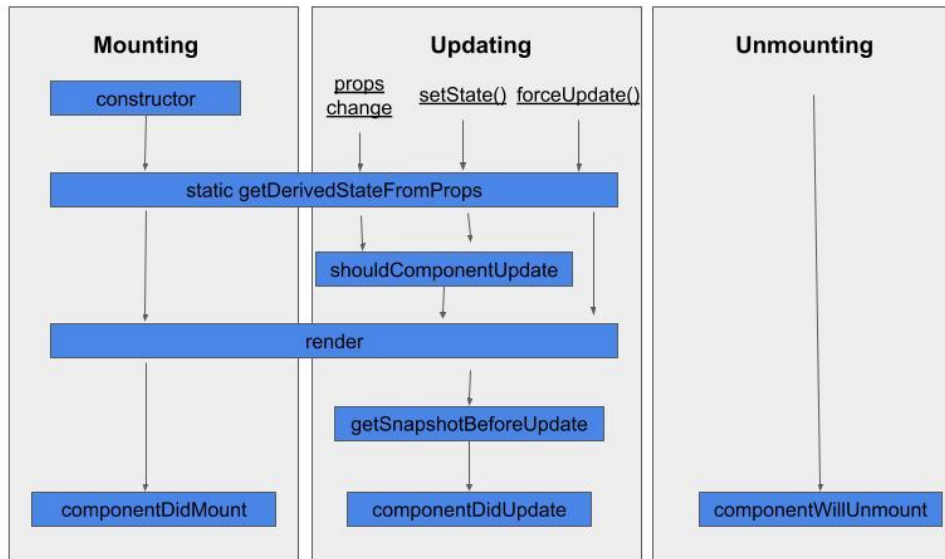 Mounting
Updating
Unmounting
constructor
props
change
setState()
forceUpdate()
static getDerivedStateFromProps
shouldComponentUpdate
render
getSnapshotBeforeUpdate
componentDidMount
componentDidUpdate
componentWillUnmount